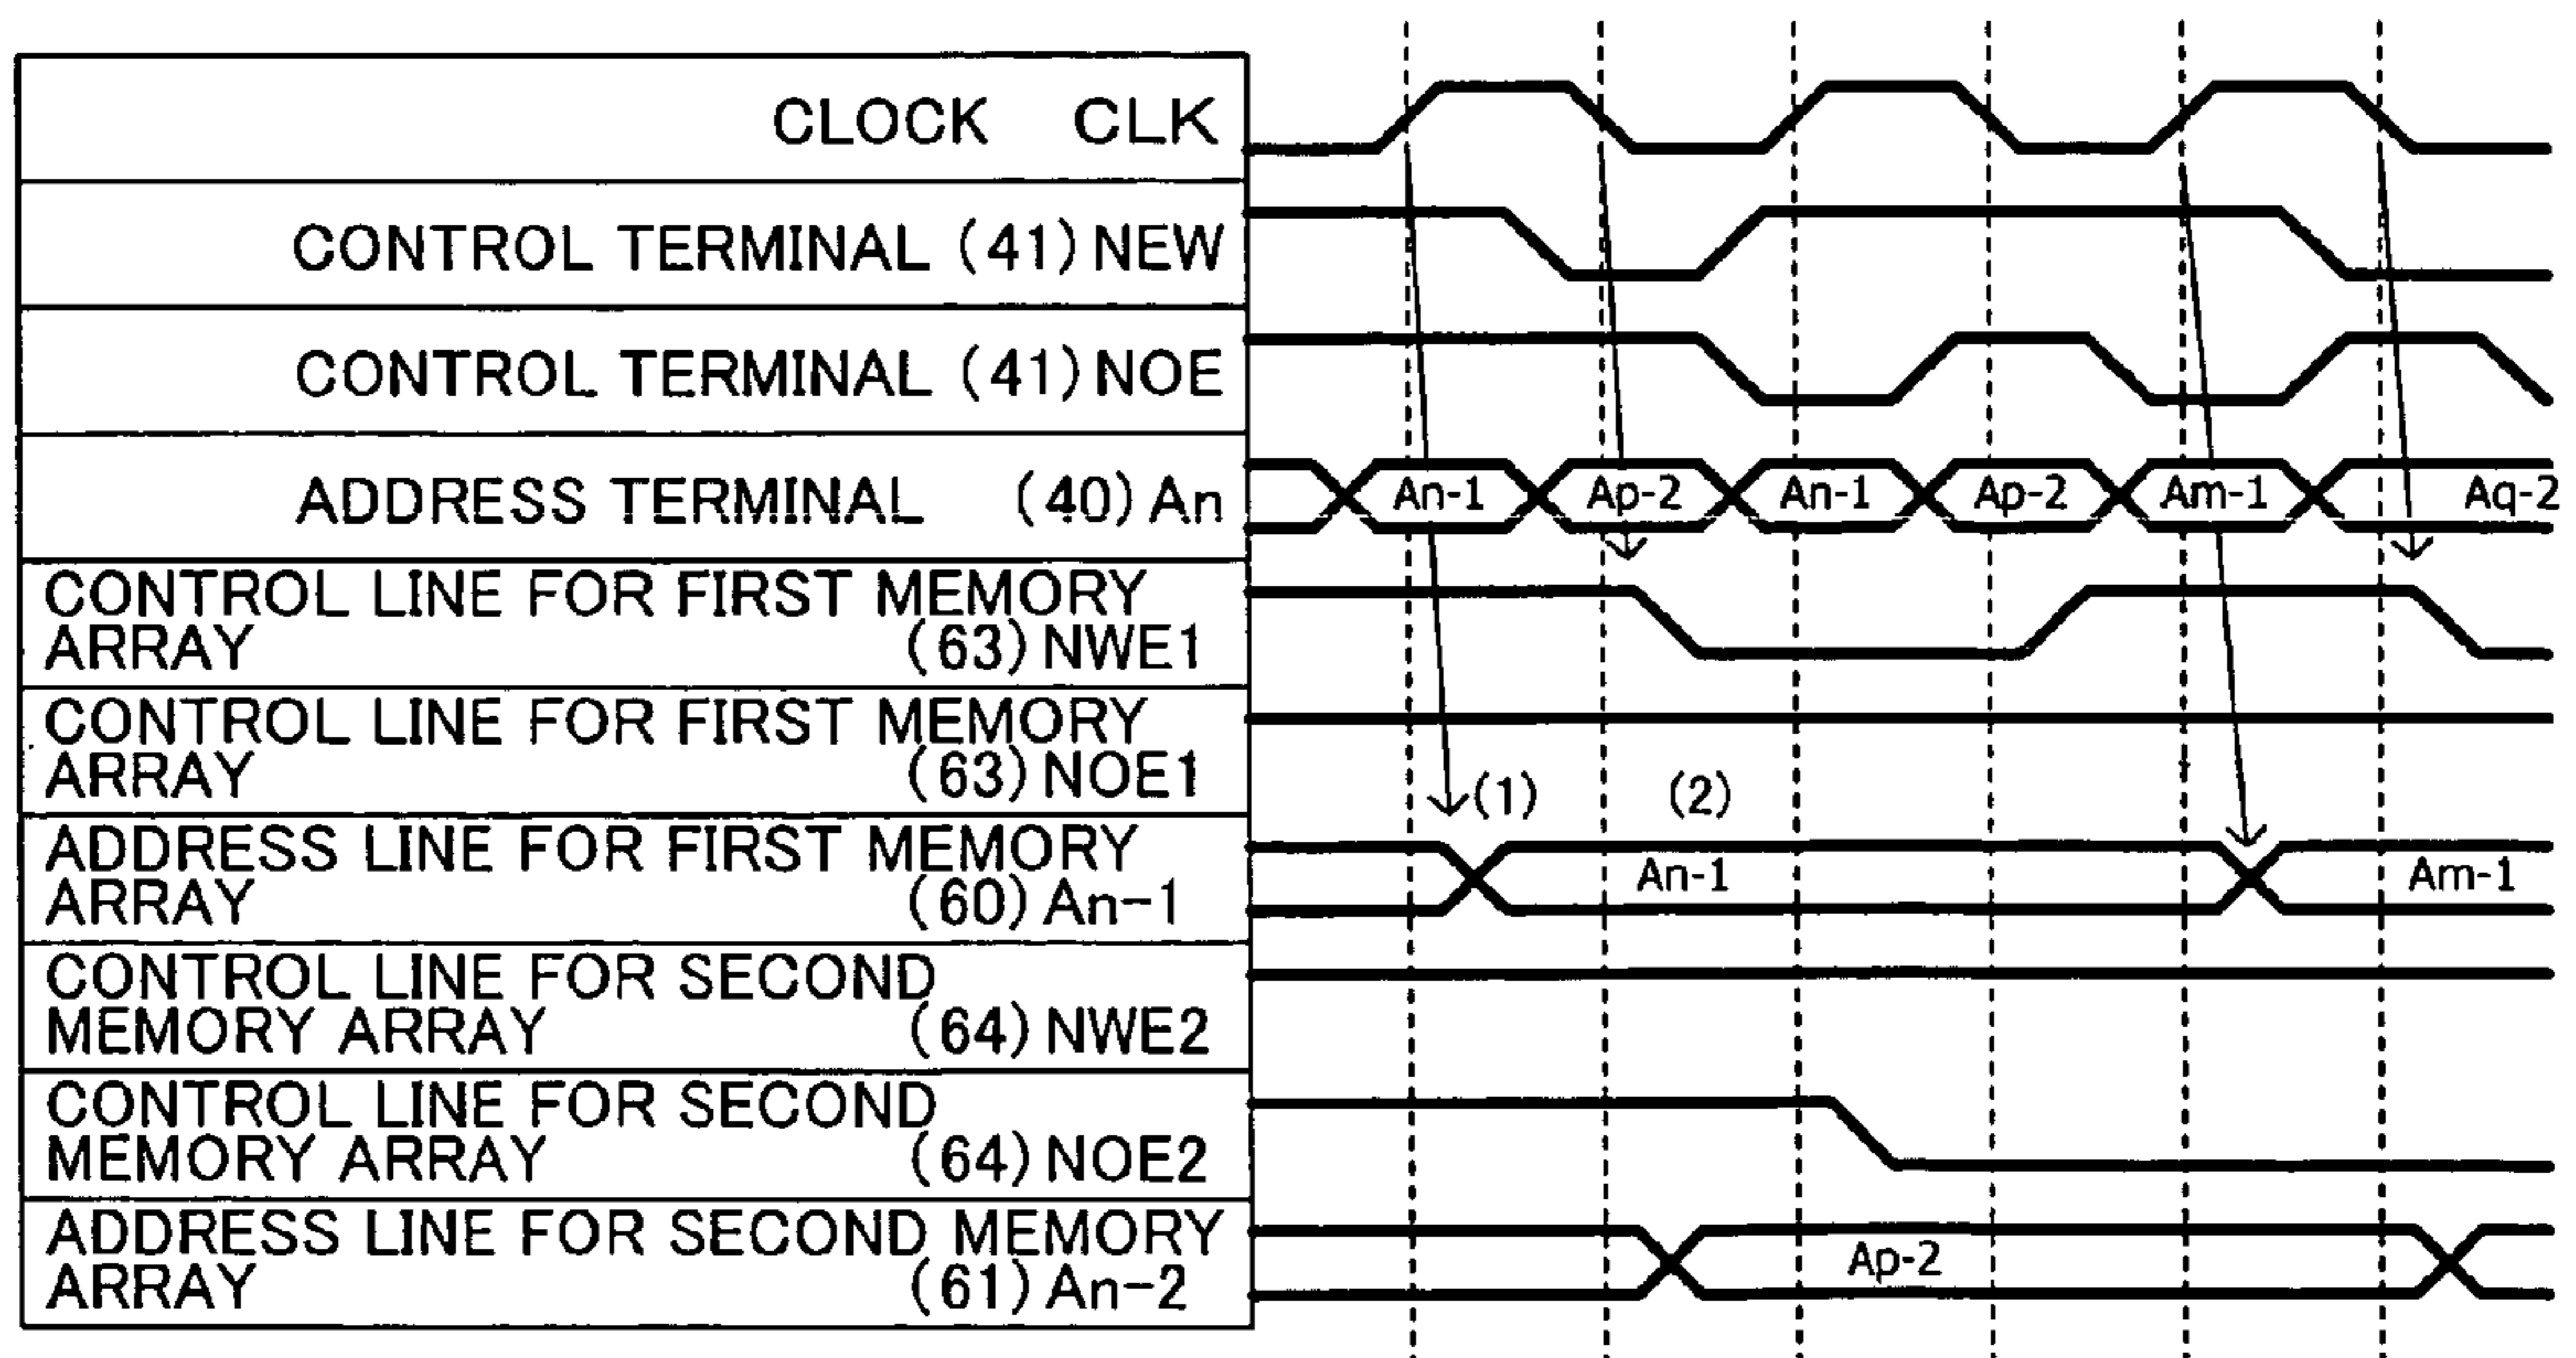 CLOCK CLK
CONTROL TERMINAL (41) NEW
CONTROL TERMINAL (41) NOE
ADDRESS TERMINAL (40) An
An-1 Ap-2 An-1 Ap-2 Am-1 Aq-2
CONTROL LINE FOR FIRST MEMORY
ARRAY (63) NWE1
CONTROL LINE FOR FIRST MEMORY
ARRAY (63) NOE1
(1) (2)
ADDRESS LINE FOR FIRST MEMORY
ARRAY (60) An-1
An-1 Am-1
CONTROL LINE FOR SECOND
MEMORY ARRAY (64) NWE2
CONTROL LINE FOR SECOND
MEMORY ARRAY (64) NOE2
ADDRESS LINE FOR SECOND MEMORY
ARRAY (61) An-2
Ap-2